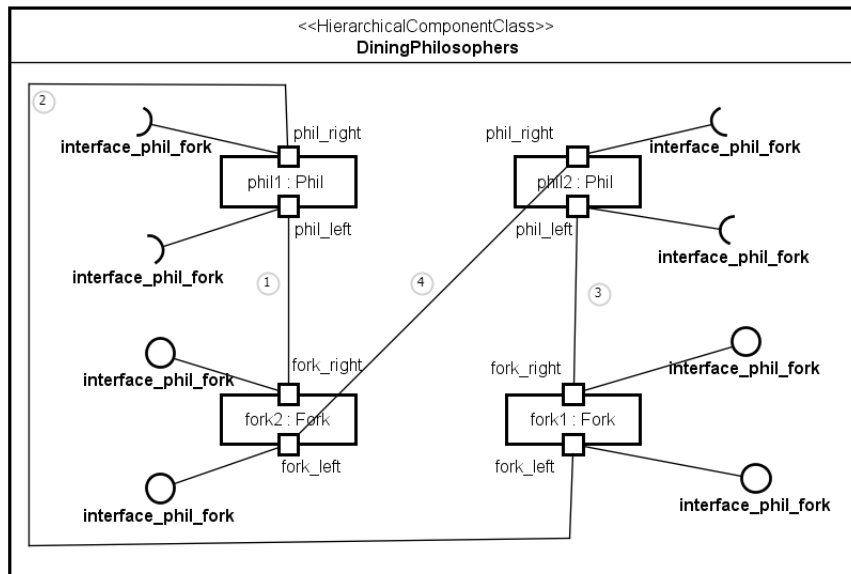 <<HierarchicalComponentClass>>
DiningPhilosophers
2
interface_phil_fork
phil_right
phil_right
interface_phil_fork
phil1 : Phil
phil2 : Phil
phil_left
phil_left
interface_phil_fork
interface_phil_fork
1
4
3
fork_right
fork_right
interface_phil_fork
interface_phil_fork
fork2 : Fork
fork1 : Fork
fork_left
fork_left
interface_phil_fork
interface_phil_fork